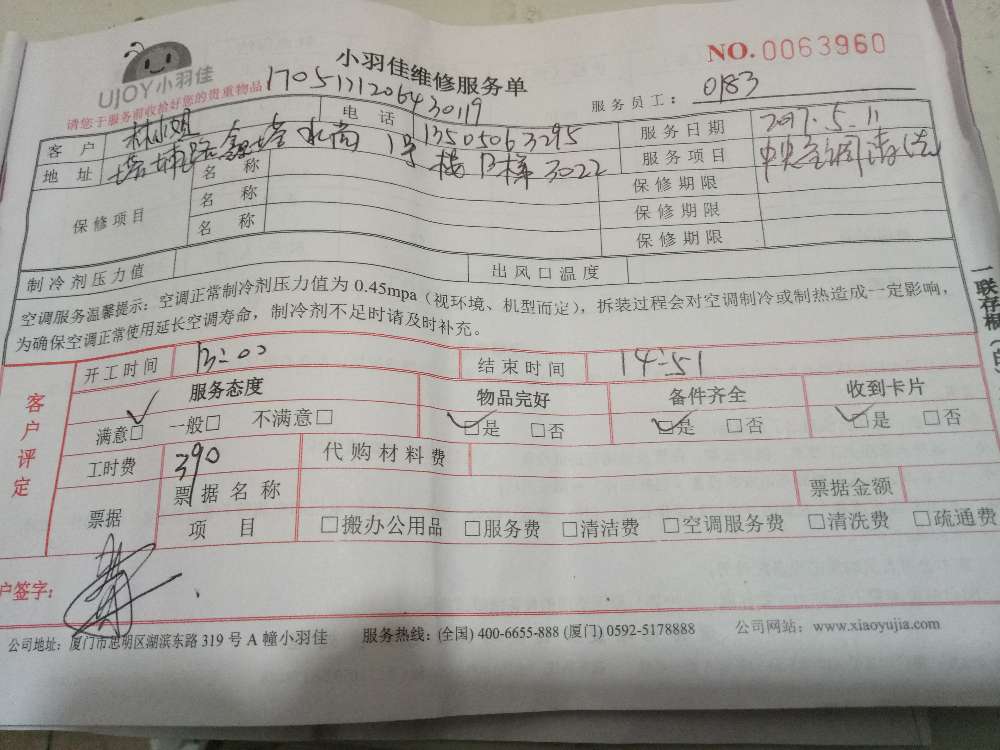 UJOY小羽佳
小羽佳维修服务单
NO.0063960
请您于服务前收拾好您的贵重物品
1705171206430119
服务员工： 0183
客户
电话 13505063295
服务日期 2017.5.11
地址 1号楼B梯3022
服务项目 中央空调清洗
保修项目
名称 保修期限
名称 保修期限
名称 保修期限
制冷剂压力值 出风口温度
空调服务温馨提示：空调正常制冷剂压力值为 0.45mpa（视环境、机型而定），拆装过程会对空调制冷或制热造成一定影响，
为确保空调正常使用延长空调寿命，制冷剂不足时请及时补充。
一联存根
客户评定
开工时间 13:00 结束时间 14:51
服务态度 物品完好 备件齐全 收到卡片
满意□ 一般□ 不满意□ □是 □否 □是 □否 □是 □否
工时费 390 代购材料费
票据 票据名称 票据金额
项目 □搬办公用品 □服务费 □清洁费 □空调服务费 □清洗费 □疏通费
户签字：
公司地址：厦门市思明区湖滨东路 319 号 A 幢小羽佳 服务热线：(全国) 400-6655-888 (厦门) 0592-5178888 公司网站：www.xiaoyujia.com